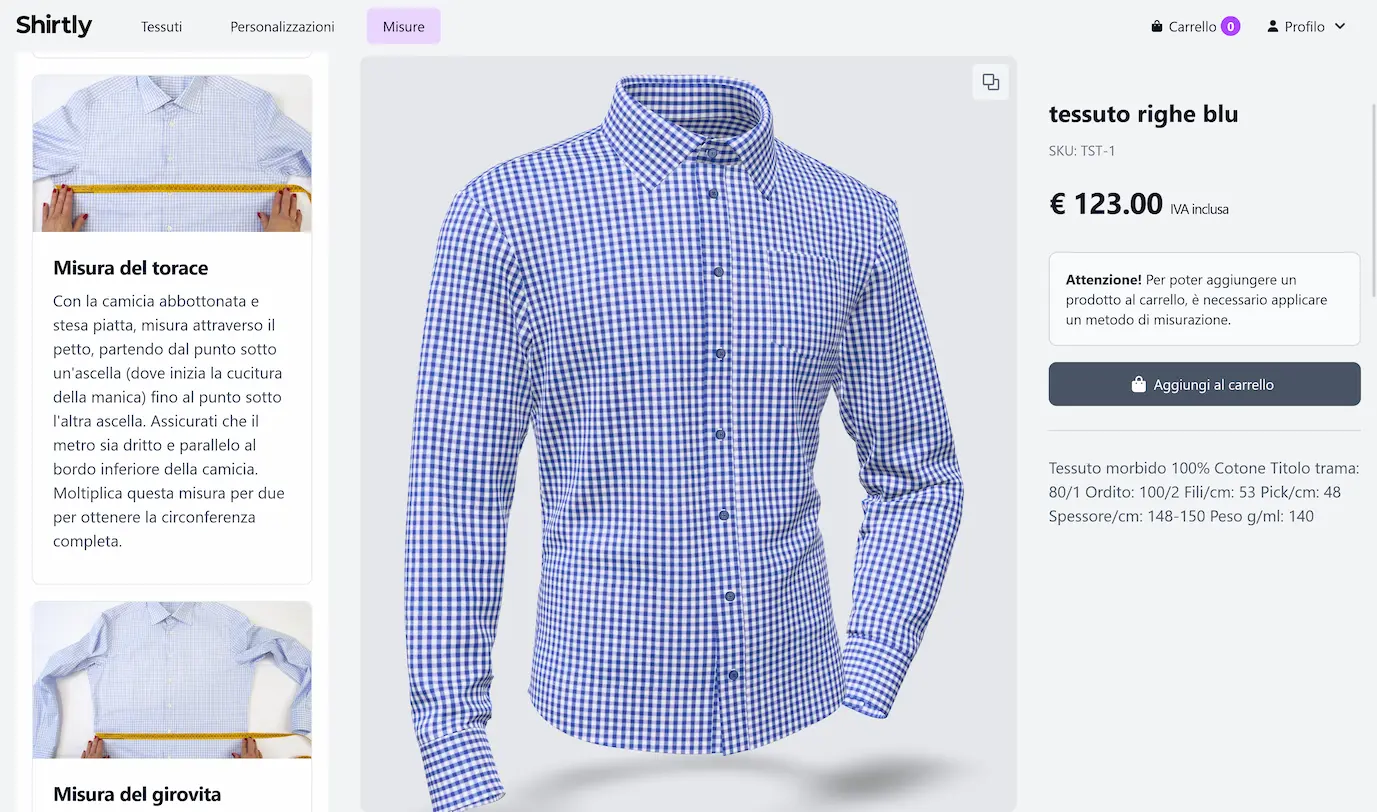 Shirtly
Tessuti
Personalizzazioni
Misure
Carrello 0
Profilo
Misura del torace
Con la camicia abbottonata e
stesa piatta, misura attraverso il
petto, partendo dal punto sotto
un'ascella (dove inizia la cucitura
della manica) fino al punto sotto
l'altra ascella. Assicurati che il
metro sia dritto e parallelo al
bordo inferiore della camicia.
Moltiplica questa misura per due
per ottenere la circonferenza
completa.
Misura del girovita
tessuto righe blu
SKU: TST-1
€ 123.00 IVA inclusa
Attenzione! Per poter aggiungere un
prodotto al carrello, è necessario applicare
un metodo di misurazione.
Aggiungi al carrello
Tessuto morbido 100% Cotone Titolo trama:
80/1 Ordito: 100/2 Fili/cm: 53 Pick/cm: 48
Spessore/cm: 148-150 Peso g/ml: 140